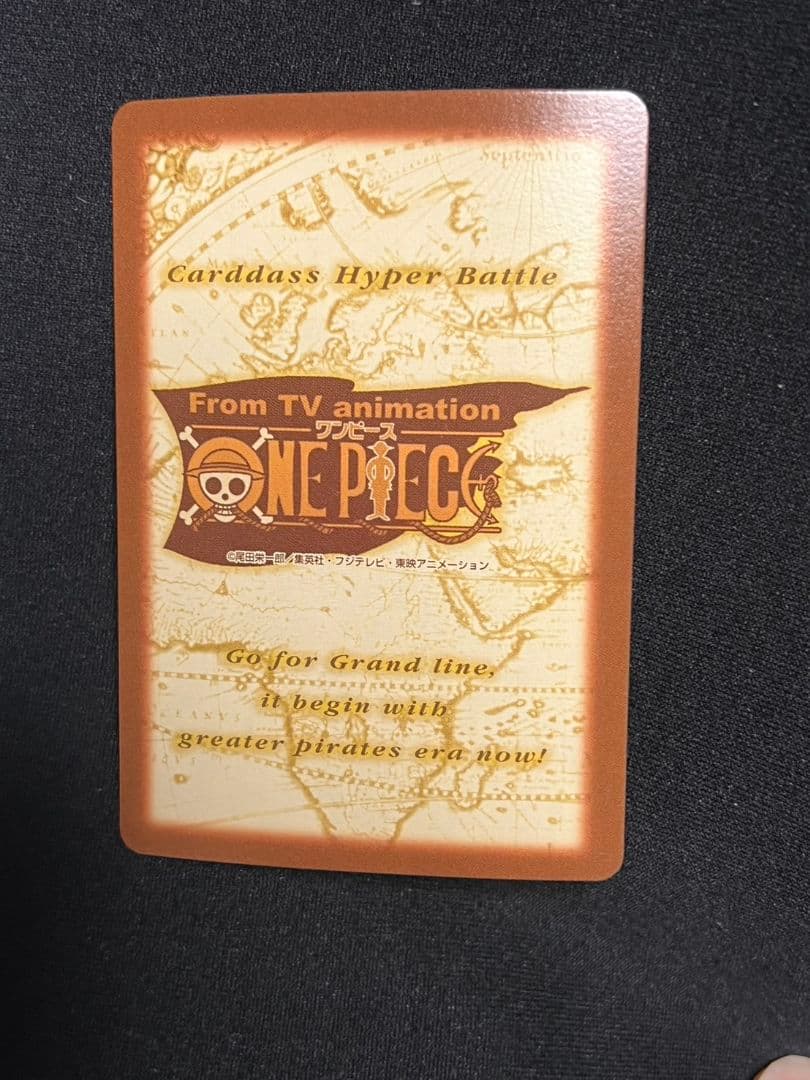 Septentrio
Carddass Hyper Battle
From TV animation
ワンピース
ONE PIECE
©尾田栄一郎/集英社・フジテレビ・東映アニメーション
Go for Grand line,
it begin with
greater pirates era now!